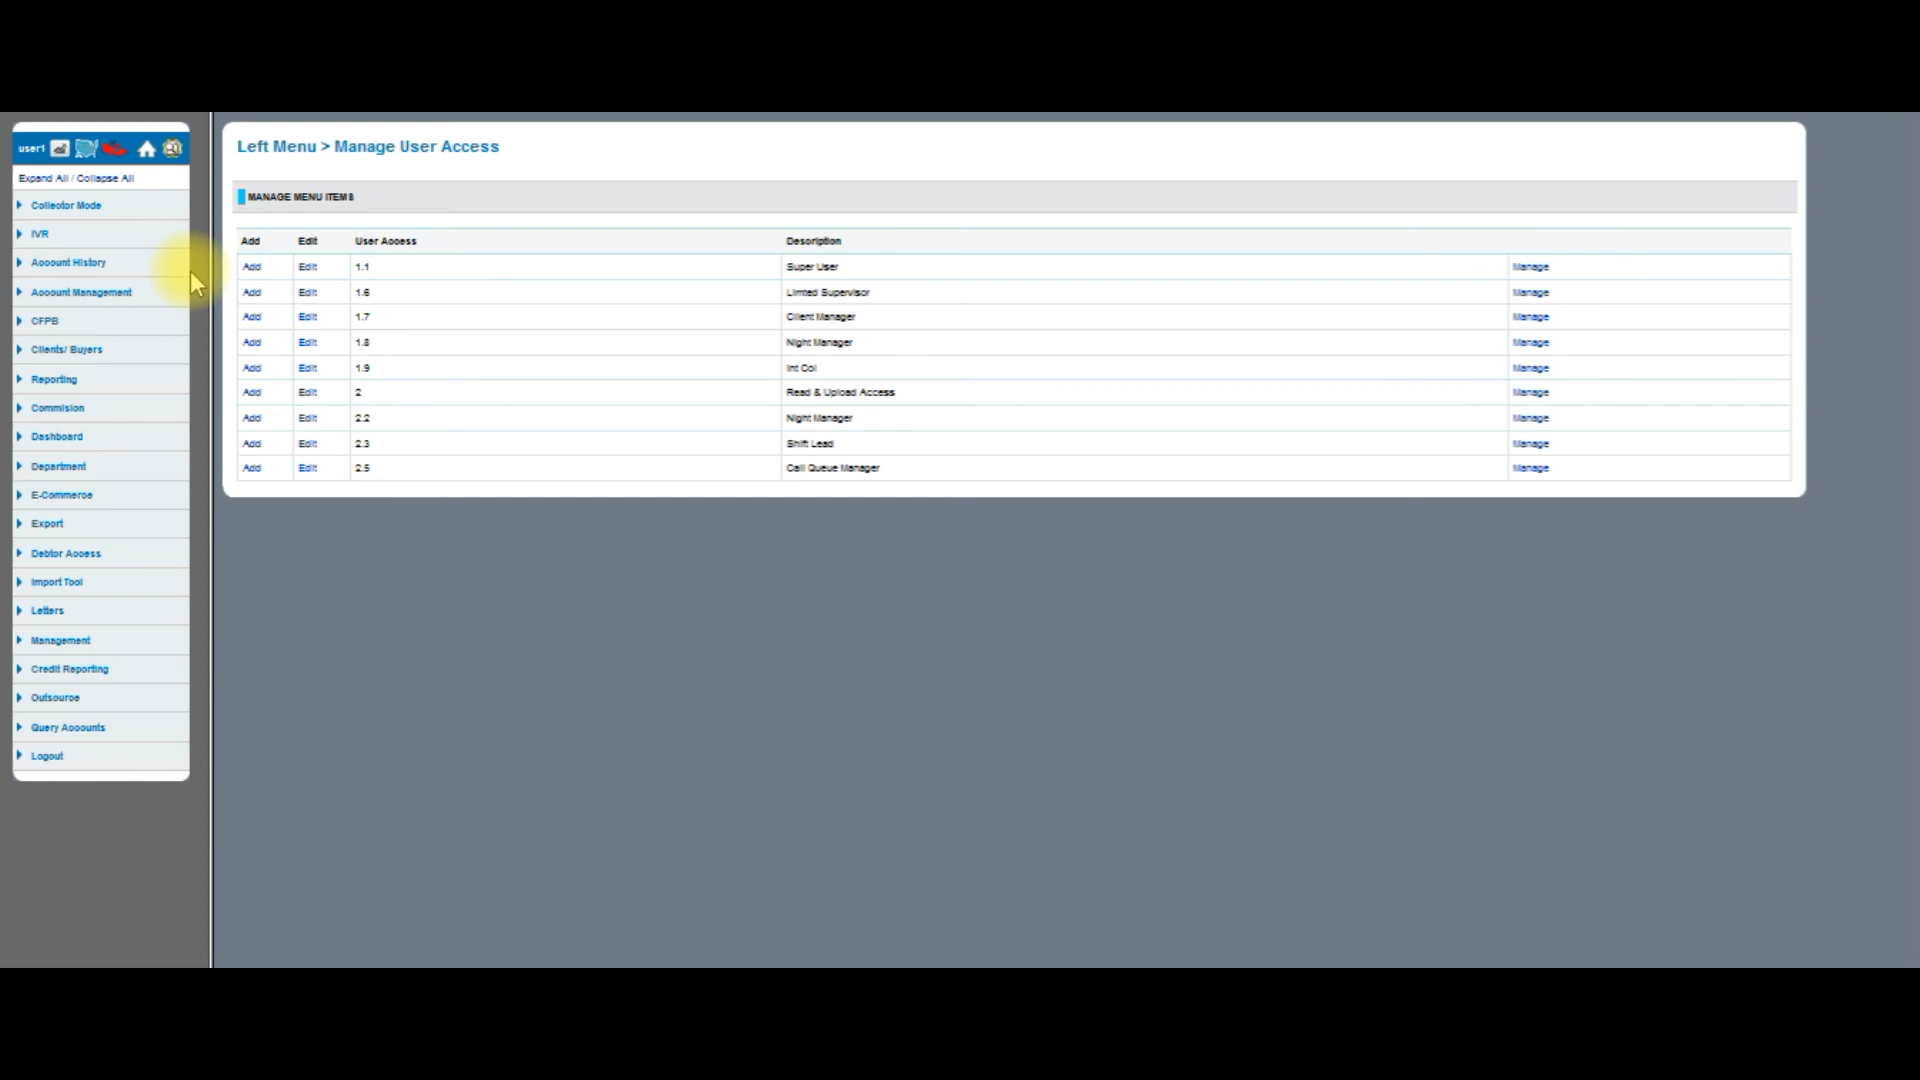 user1
Expand All / Collapse All
Collector Mode
IVR
Account History
Account Management
CFPB
Clients/ Buyers
Reporting
Commision
Dashboard
Department
E-Commerce
Export
Debtor Access
Import Tool
Letters
Management
Credit Reporting
Outsource
Query Accounts
Logout
Left Menu > Manage User Access
MANAGE MENU ITEMS
Add Edit User Access Description
Add Edit 1.1 Super User Manage
Add Edit 1.6 Limted Supervisor Manage
Add Edit 1.7 Client Manager Manage
Add Edit 1.8 Night Manager Manage
Add Edit 1.9 Int Col Manage
Add Edit 2 Read & Upload Access Manage
Add Edit 2.2 Night Manager Manage
Add Edit 2.3 Shift Lead Manage
Add Edit 2.5 Call Queue Manager Manage